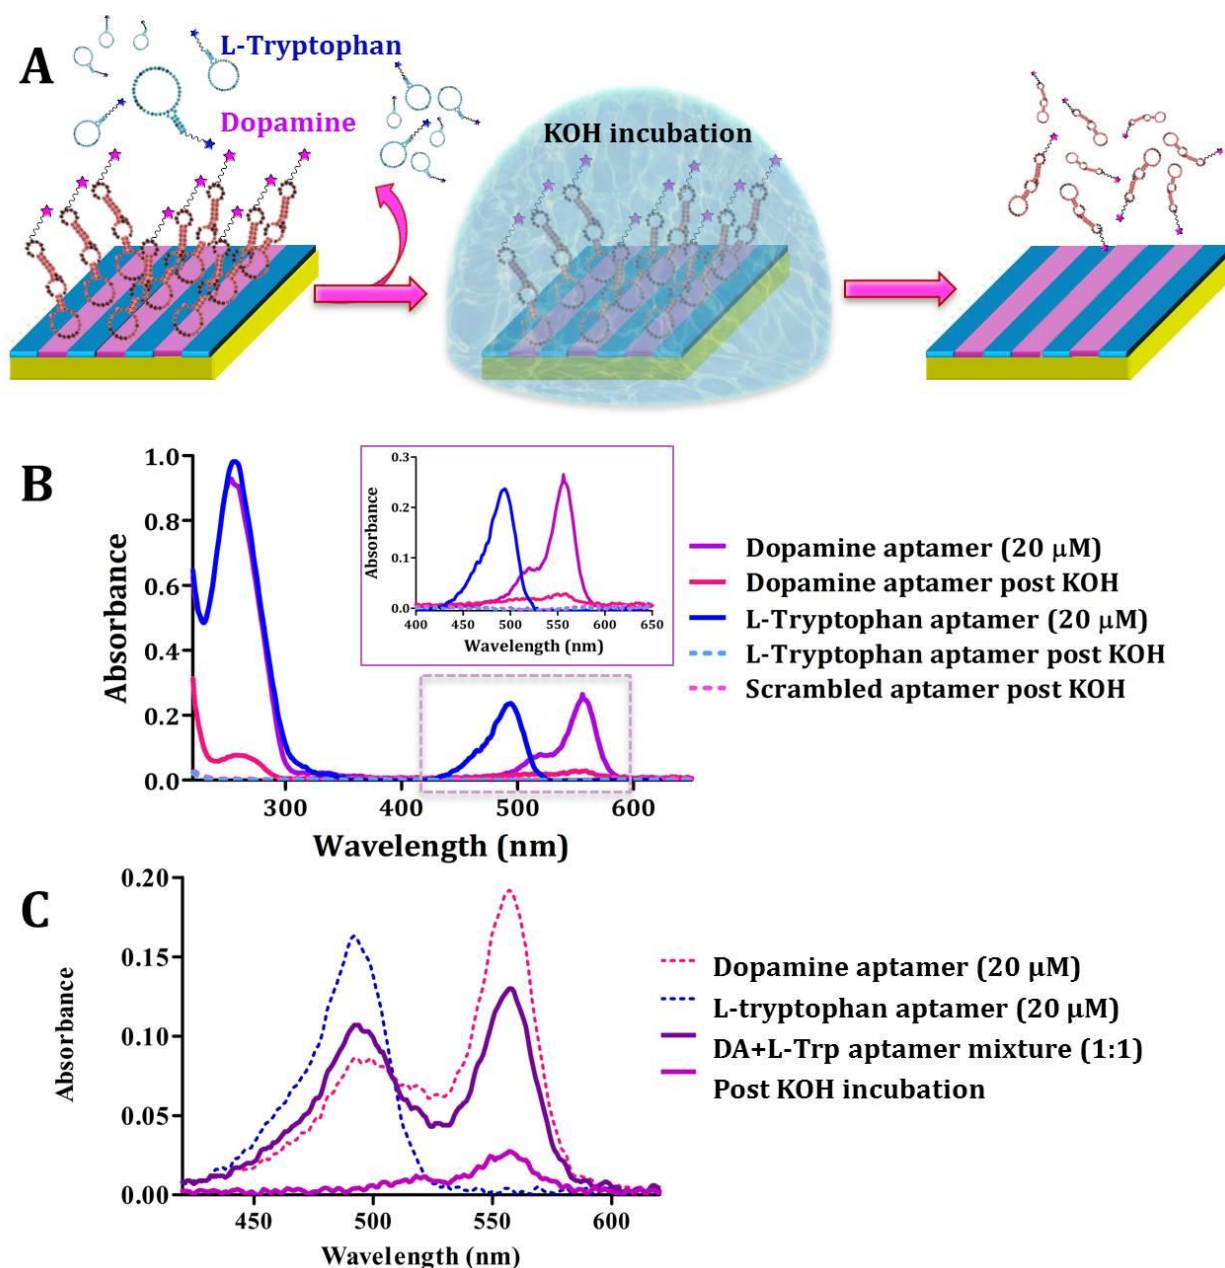 A
L-Tryptophan
Dopamine
KOH incubation
B
Absorbance
1.0
0.8
0.6
0.4
0.2
0.0
300
400
500
600
Wavelength (nm)
Absorbance
0.3
0.2
0.1
0.0
400
450
500
550
600
650
Wavelength (nm)
Dopamine aptamer (20 μM)
Dopamine aptamer post KOH
L-Tryptophan aptamer (20 μM)
L-Tryptophan aptamer post KOH
Scrambled aptamer post KOH
C
Absorbance
0.20
0.15
0.10
0.05
0.00
450
500
550
600
Wavelength (nm)
Dopamine aptamer (20 μM)
L-tryptophan aptamer (20 μM)
DA+L-Trp aptamer mixture (1:1)
Post KOH incubation